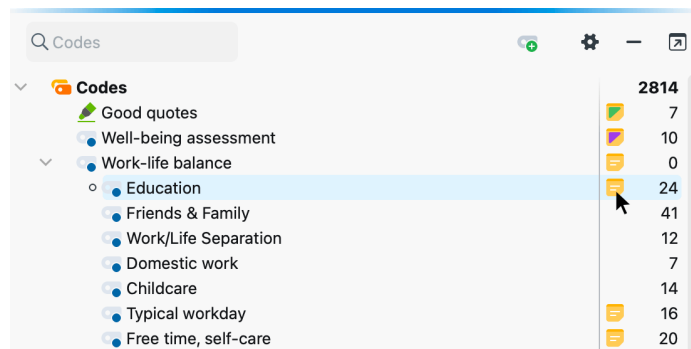 Codes
Codes 2814
Good quotes 7
Well-being assessment 10
Work-life balance 0
Education 24
Friends & Family 41
Work/Life Separation 12
Domestic work 7
Childcare 14
Typical workday 16
Free time, self-care 20